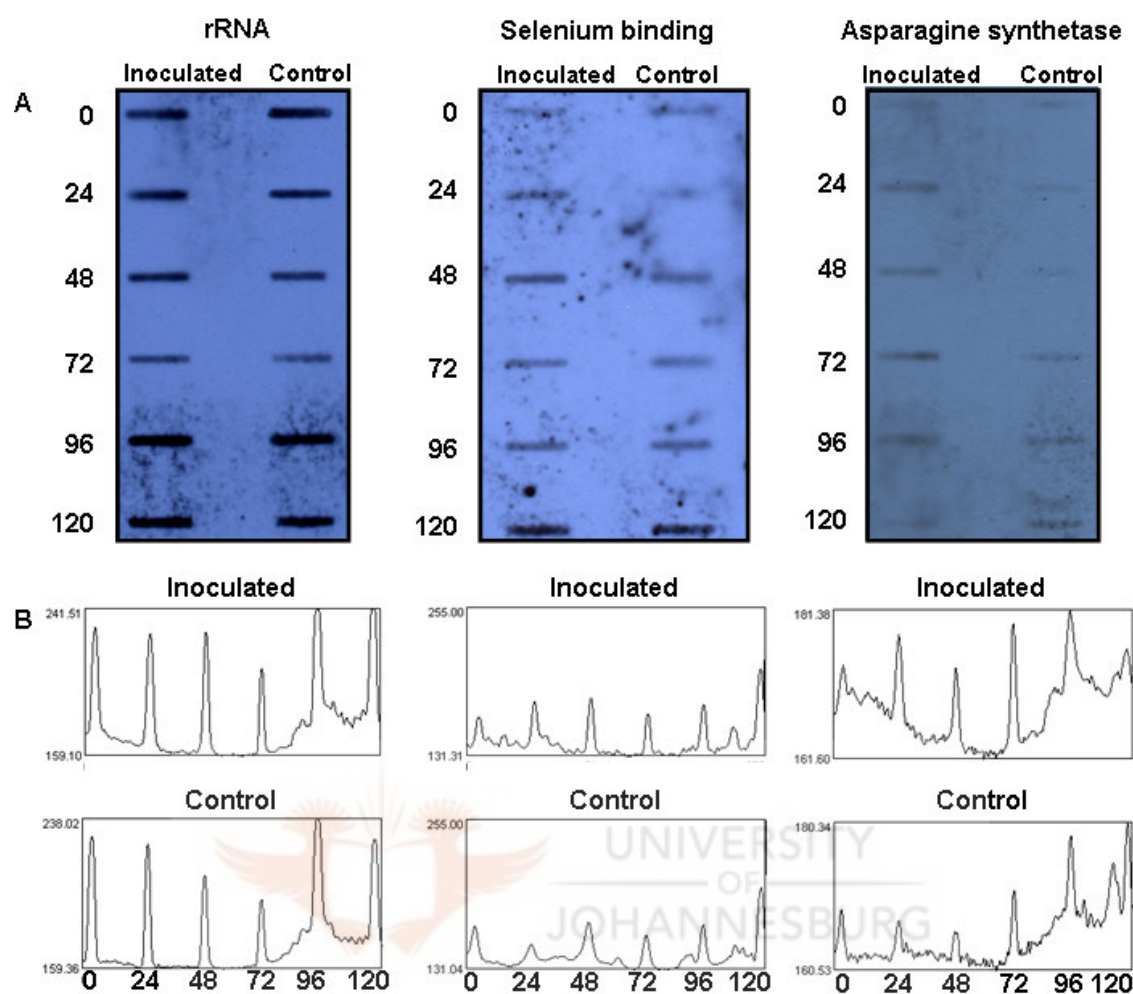 rRNA
Selenium binding
Asparagine synthetase
Inoculated Control
Inoculated Control
Inoculated Control
A
0
24
48
72
96
120
0
24
48
72
96
120
0
24
48
72
96
120
B
Inoculated
Inoculated
Inoculated
241.51
159.10
255.00
131.31
181.38
161.60
Control
Control
Control
238.02
159.36
255.00
131.04
180.34
160.53
0 24 48 72 96 120
0 24 48 72 96 120
0 24 48 72 96 120
UNIVERSITY
OF
JOHANNESBURG